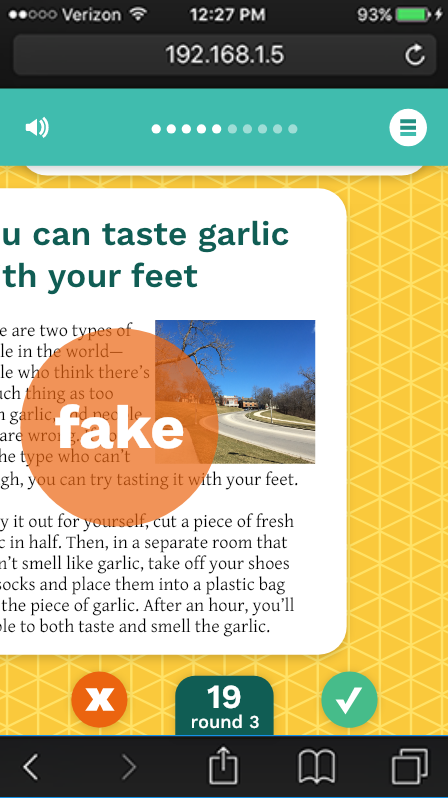 Verizon 12:27 PM 93%
192.168.1.5
u can taste garlic
th your feet
e are two types of
le in the world—
le who think there's
uch thing as too
h garlic, and people
are wrong.
he type who can't
gh, you can try tasting it with your feet.
fake
y it out for yourself, cut a piece of fresh
c in half. Then, in a separate room that
n't smell like garlic, take off your shoes
socks and place them into a plastic bag
the piece of garlic. After an hour, you'll
ble to both taste and smell the garlic.
19
round 3